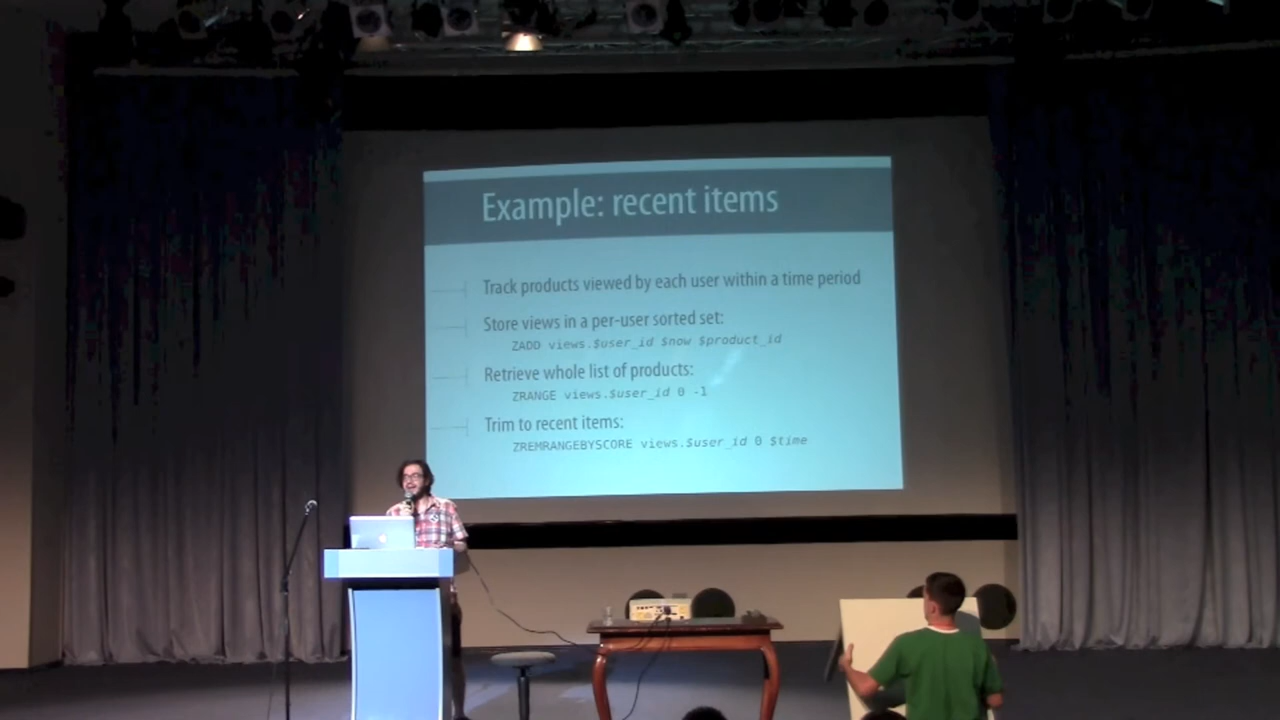 Example: recent items
Track products viewed by each user within a time period
Store views in a per-user sorted set:
ZADD views.$user_id $now $product_id
Retrieve whole list of products:
ZRANGE views.$user_id 0 -1
Trim to recent items:
ZREMRANGEBYSCORE views.$user_id 0 $time